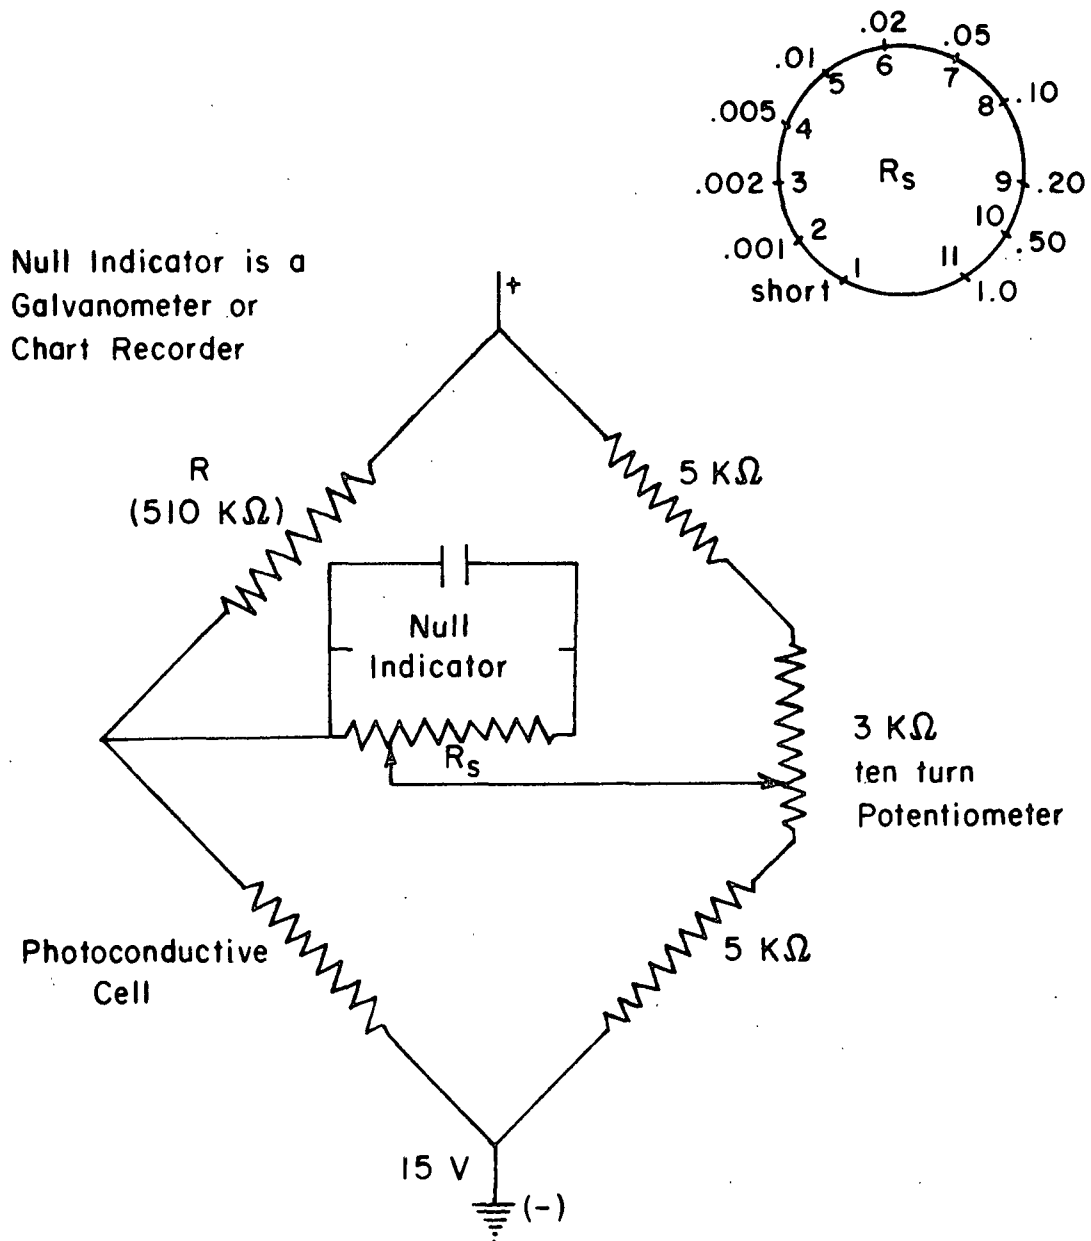 .02
.05
.01
6
7
5
8
.10
.005
4
.002
3
Rs
9
.20
10
.50
.001
2
11
1
short
1.0
Null Indicator is a
Galvanometer or
Chart Recorder
+
R
(510 KΩ)
5 KΩ
Null
Indicator
Rs
3 KΩ
ten turn
Potentiometer
Photoconductive
Cell
5 KΩ
15 V
(-)